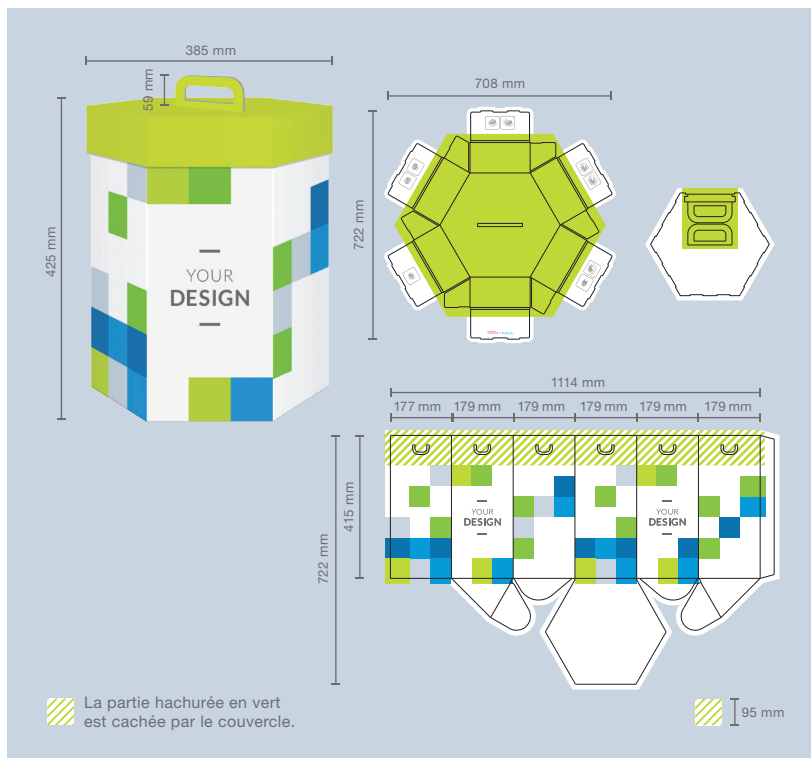 385 mm
59 mm
425 mm
YOUR
DESIGN
708 mm
722 mm
1114 mm
177 mm 179 mm 179 mm 179 mm 179 mm 179 mm
415 mm
722 mm
YOUR
DESIGN
YOUR
DESIGN
La partie hachurée en vert
est cachée par le couvercle.
95 mm